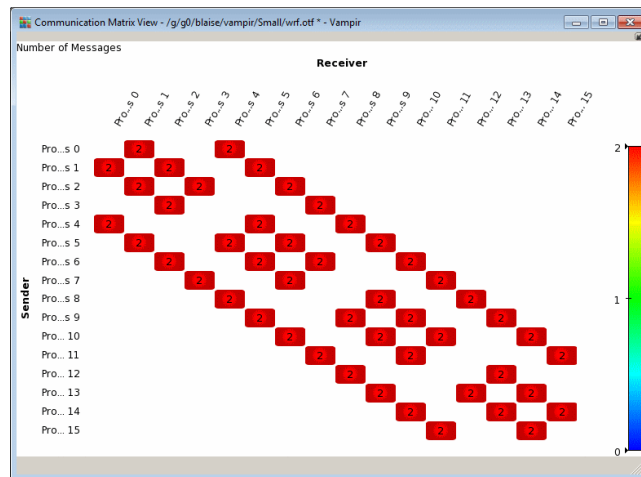 Communication Matrix View - /g/g0/blaise/vampir/Small/wrf.otf * - Vampir
Number of Messages
Receiver
Pro...s 0 Pro...s 1 Pro...s 2 Pro...s 3 Pro...s 4 Pro...s 5 Pro...s 6 Pro...s 7 Pro...s 8 Pro...s 9 Pro... 10 Pro... 11 Pro... 12 Pro... 13 Pro... 14 Pro... 15
Sender
Pro...s 0 2 2
Pro...s 1 2 2 2
Pro...s 2 2 2 2
Pro...s 3 2 2
Pro...s 4 2 2 2
Pro...s 5 2 2 2 2
Pro...s 6 2 2 2 2
Pro...s 7 2 2 2
Pro...s 8 2 2 2
Pro...s 9 2 2 2 2
Pro... 10 2 2 2 2
Pro... 11 2 2 2
Pro... 12 2 2
Pro... 13 2 2 2
Pro... 14 2 2 2
Pro... 15 2 2
2
1
0